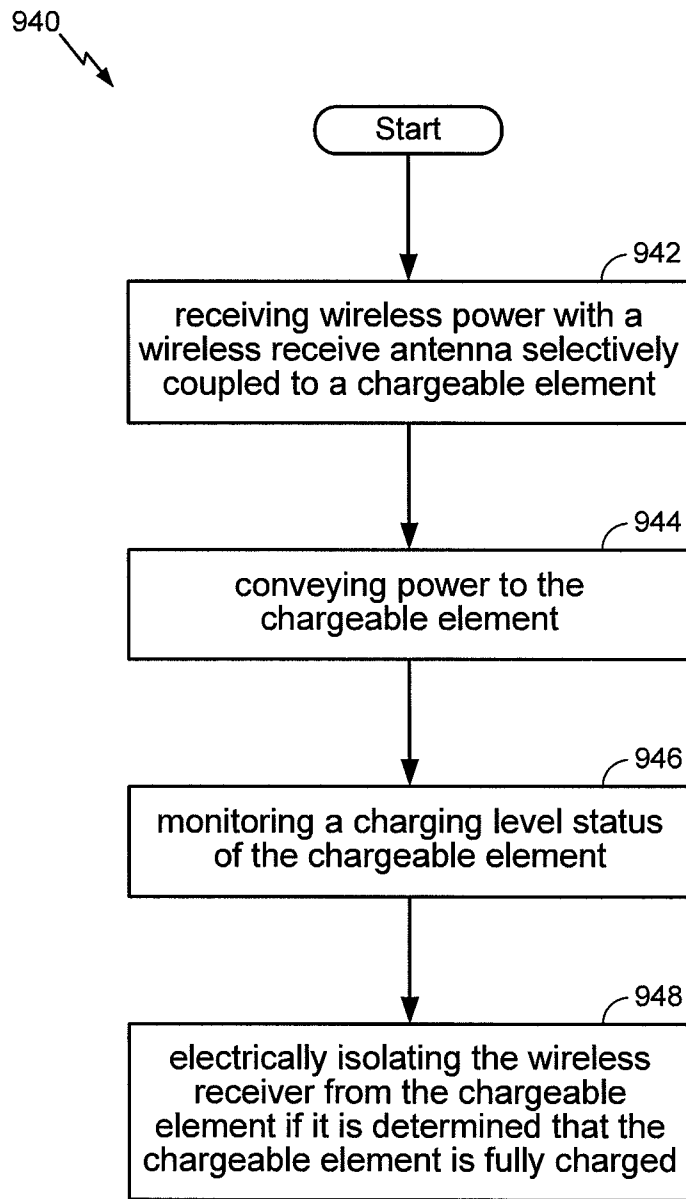 940
Start
942
receiving wireless power with a
wireless receive antenna selectively
coupled to a chargeable element
944
conveying power to the
chargeable element
946
monitoring a charging level status
of the chargeable element
948
electrically isolating the wireless
receiver from the chargeable
element if it is determined that the
chargeable element is fully charged